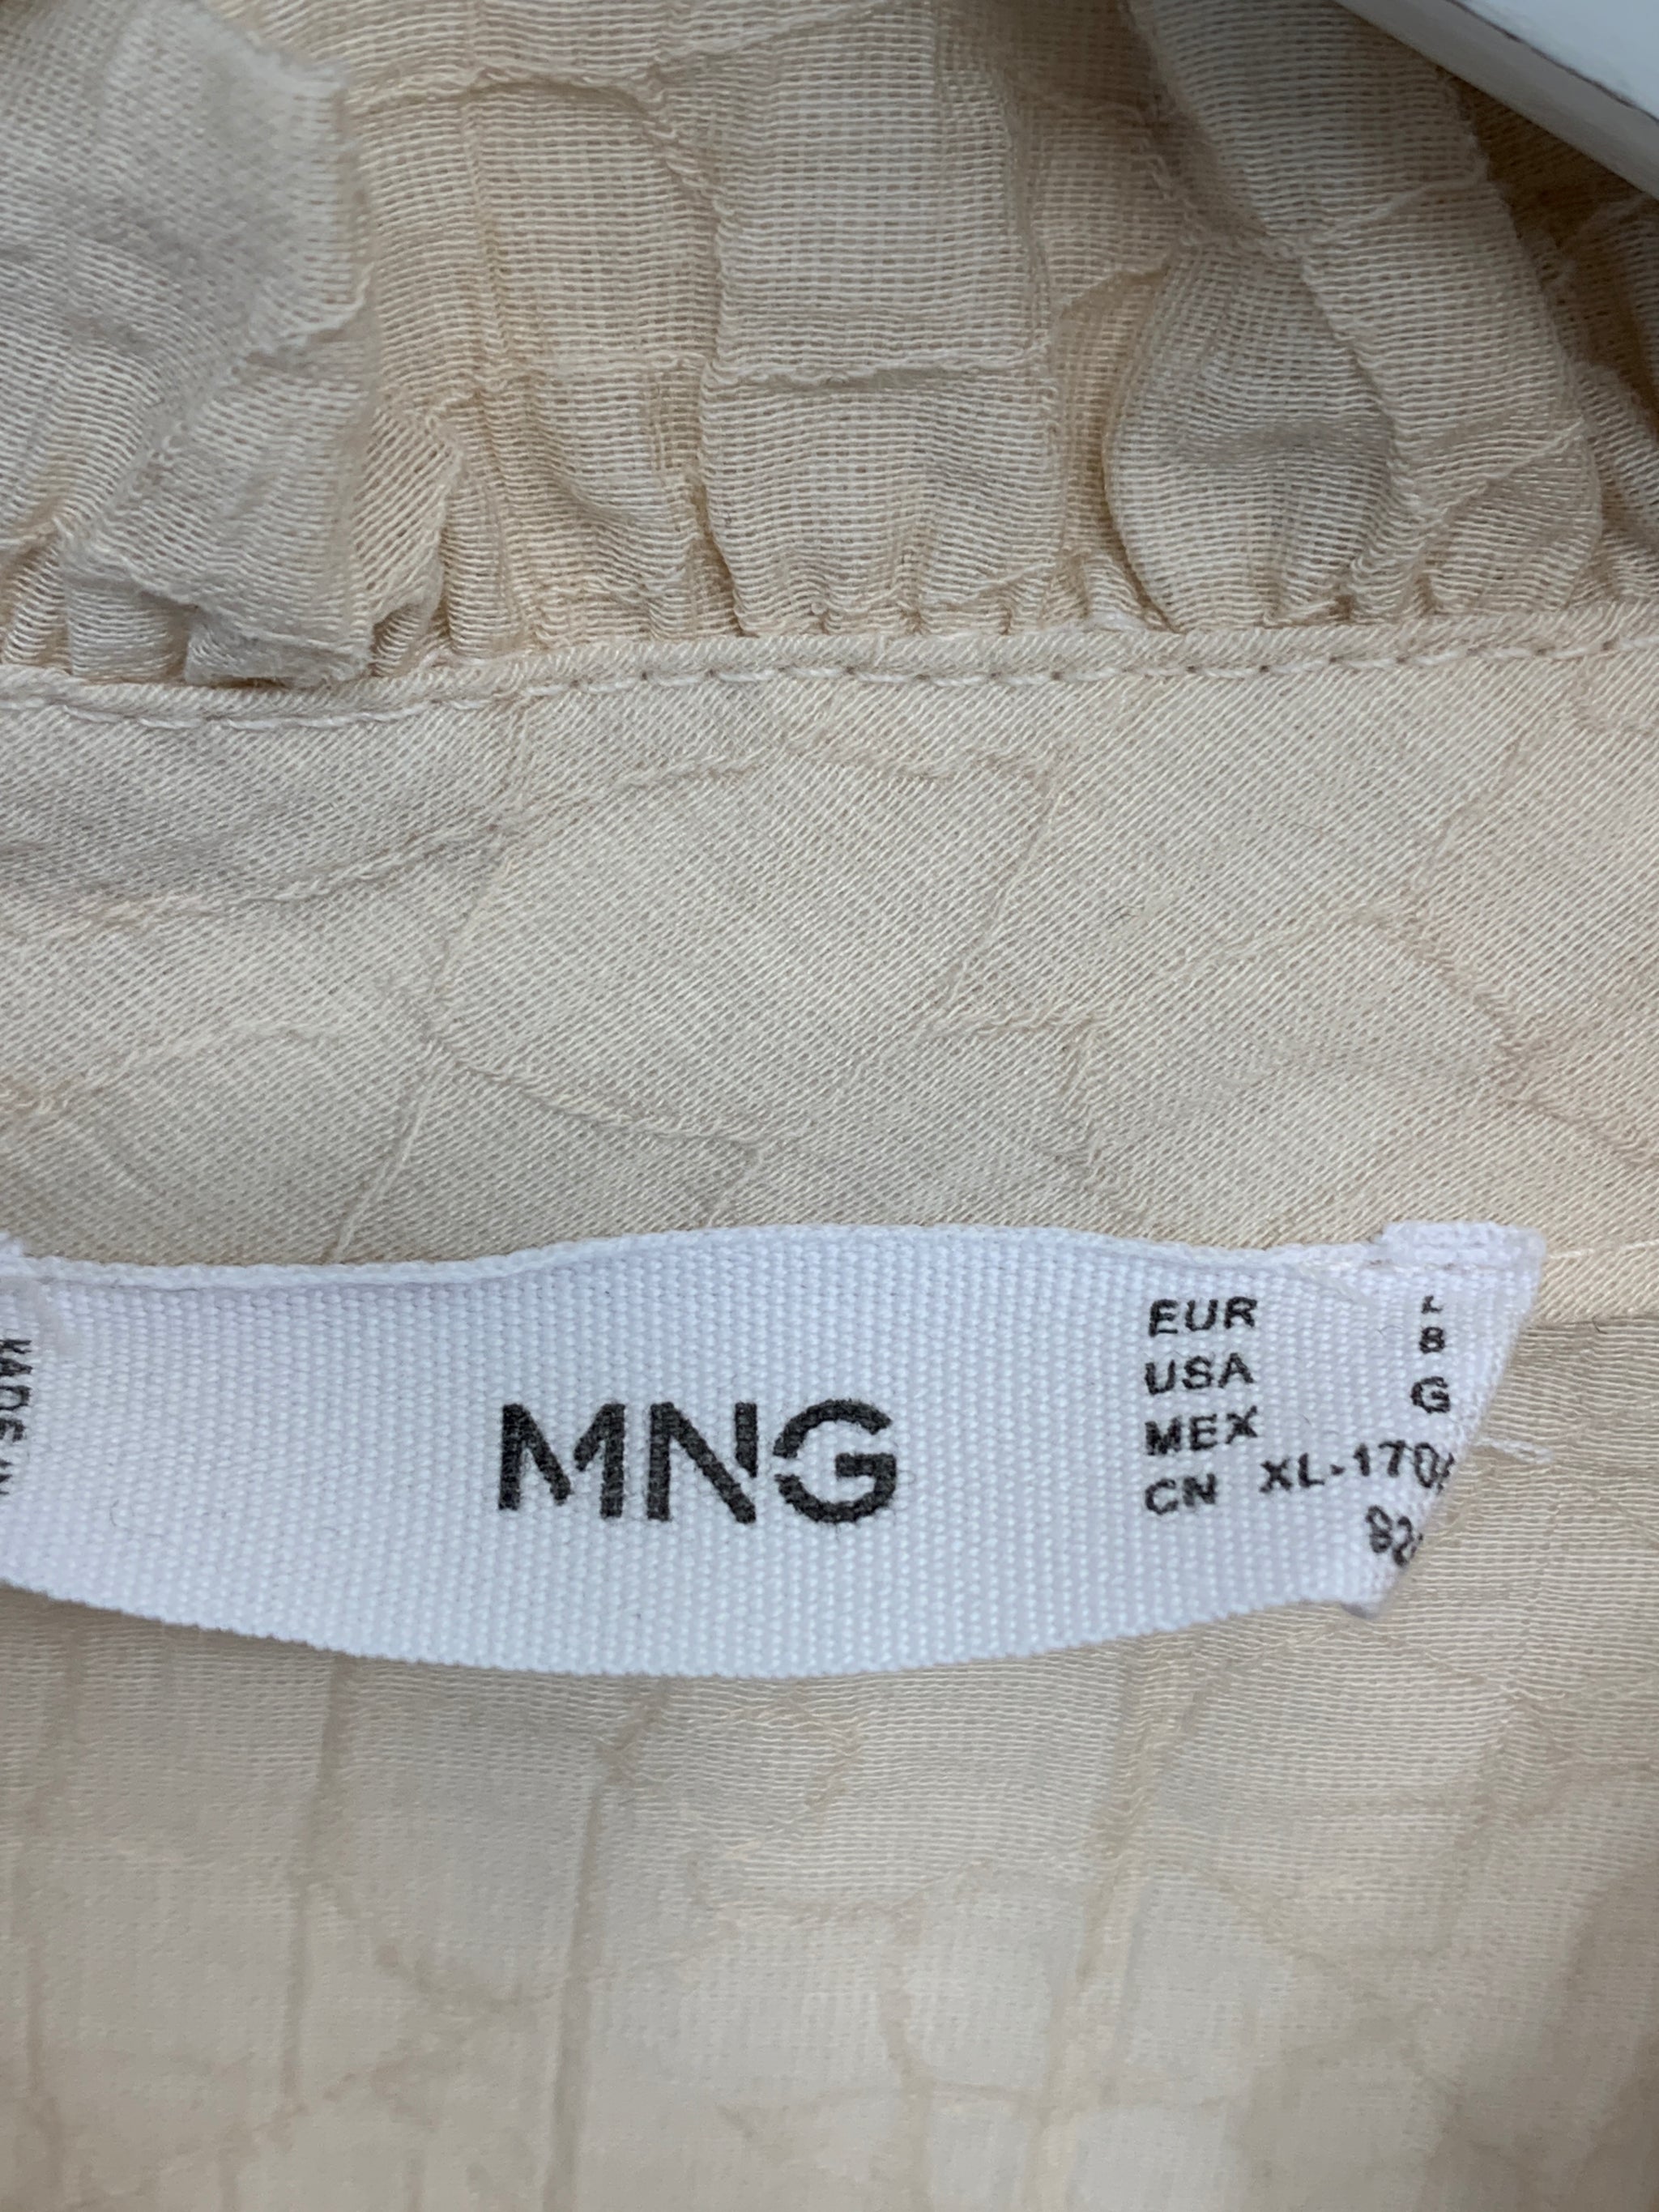 MNG
EUR L
USA 8
MEX G
CN XL-170